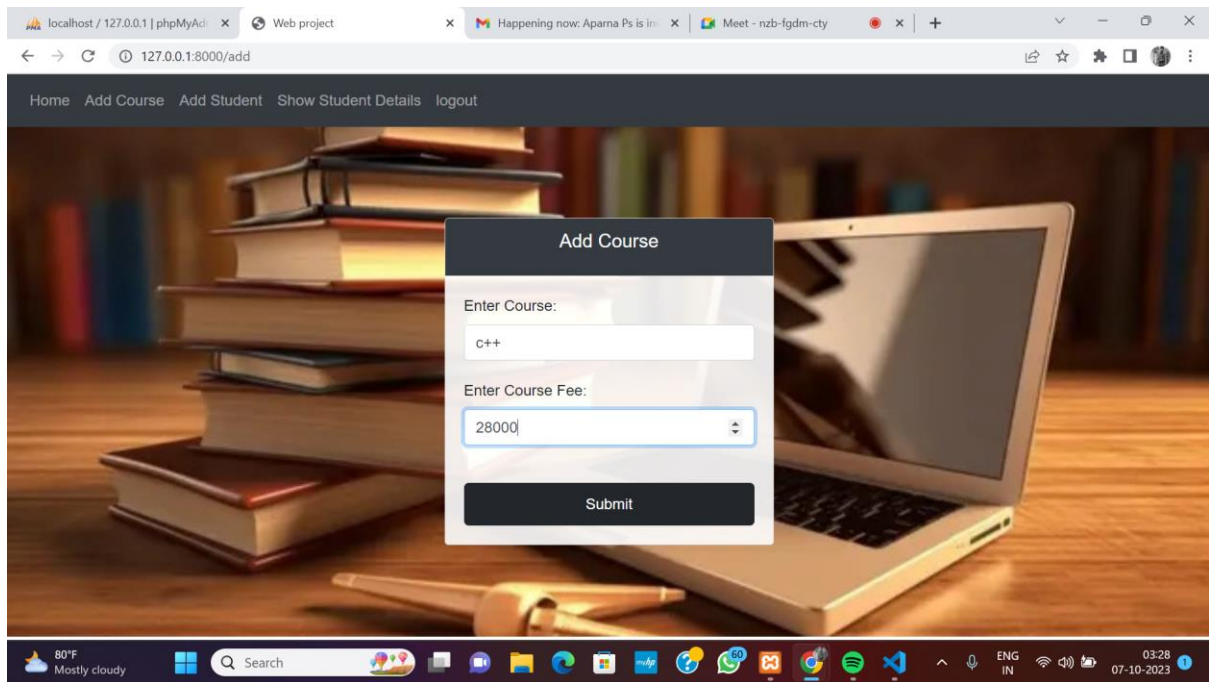 localhost / 127.0.0.1 | phpMyAd
Web project
Happening now: Aparna Ps is in
Meet - nzb-fgdm-cty
127.0.0.1:8000/add
Home Add Course Add Student Show Student Details logout
Add Course
Enter Course:
c++
Enter Course Fee:
28000
Submit
80°F
Mostly cloudy
Search
myhp
60
ENG
IN
03:28
07-10-2023
1